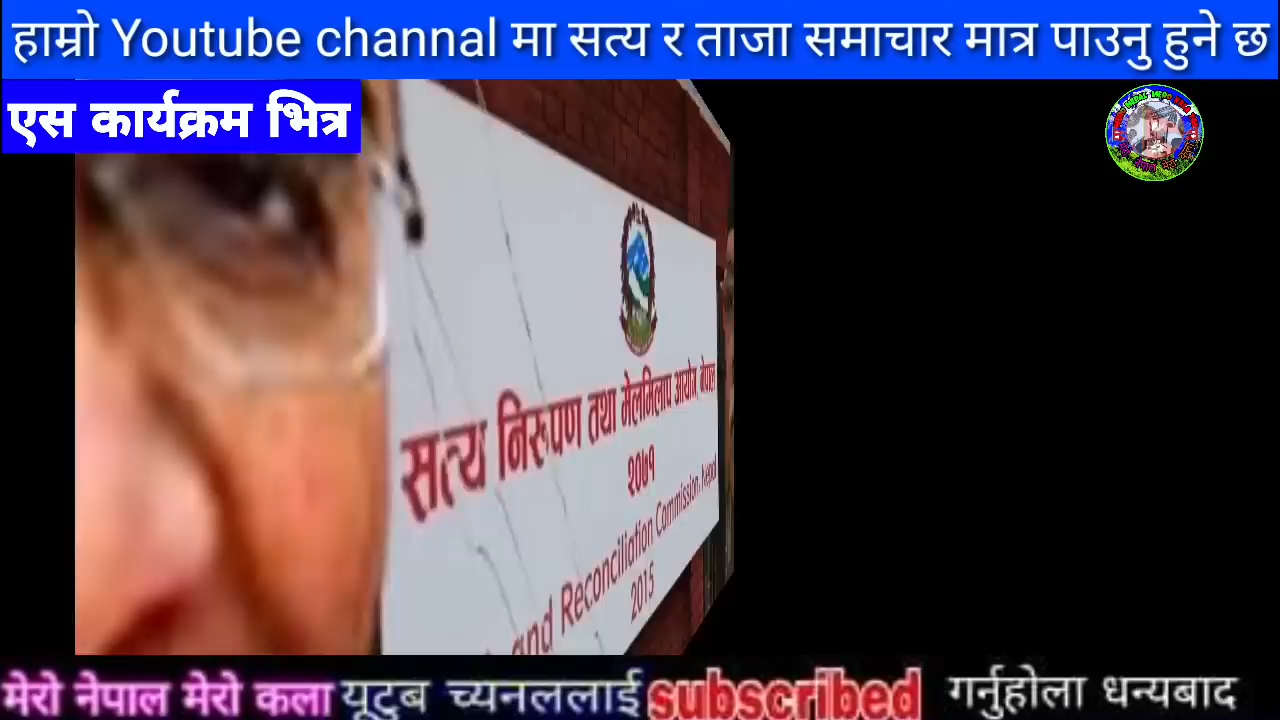 हाम्रो Youtube channal मा सत्य र ताजा समाचार मात्र पाउनु हुने छ
एस कार्यक्रम भित्र
सत्य निरूपण तथा मेलमिलाप आयोग, नेपाल
२०७१
and Reconciliation Commission, Nepal
2015
मेरो नेपाल मेरो कला यूटुब च्यनललाई subscribed गर्नुहोला धन्यबाद